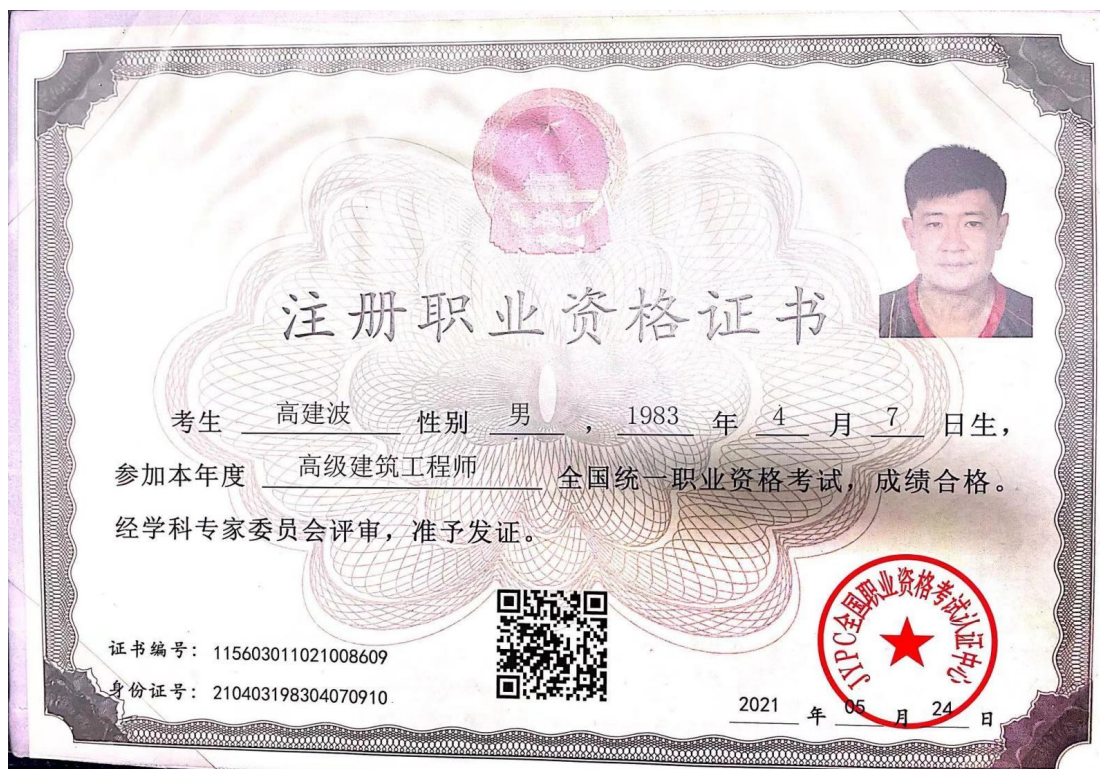 注册职业资格证书
考生 高建波 性别 男 ，1983 年 4 月 7 日生，
参加本年度 高级建筑工程师 全国统一职业资格考试，成绩合格。
经学科专家委员会评审，准予发证。
证书编号：115603011021008609
身份证号：210403198304070910
JYPC全国职业资格考试认证中心
2021 年 05 月 24 日